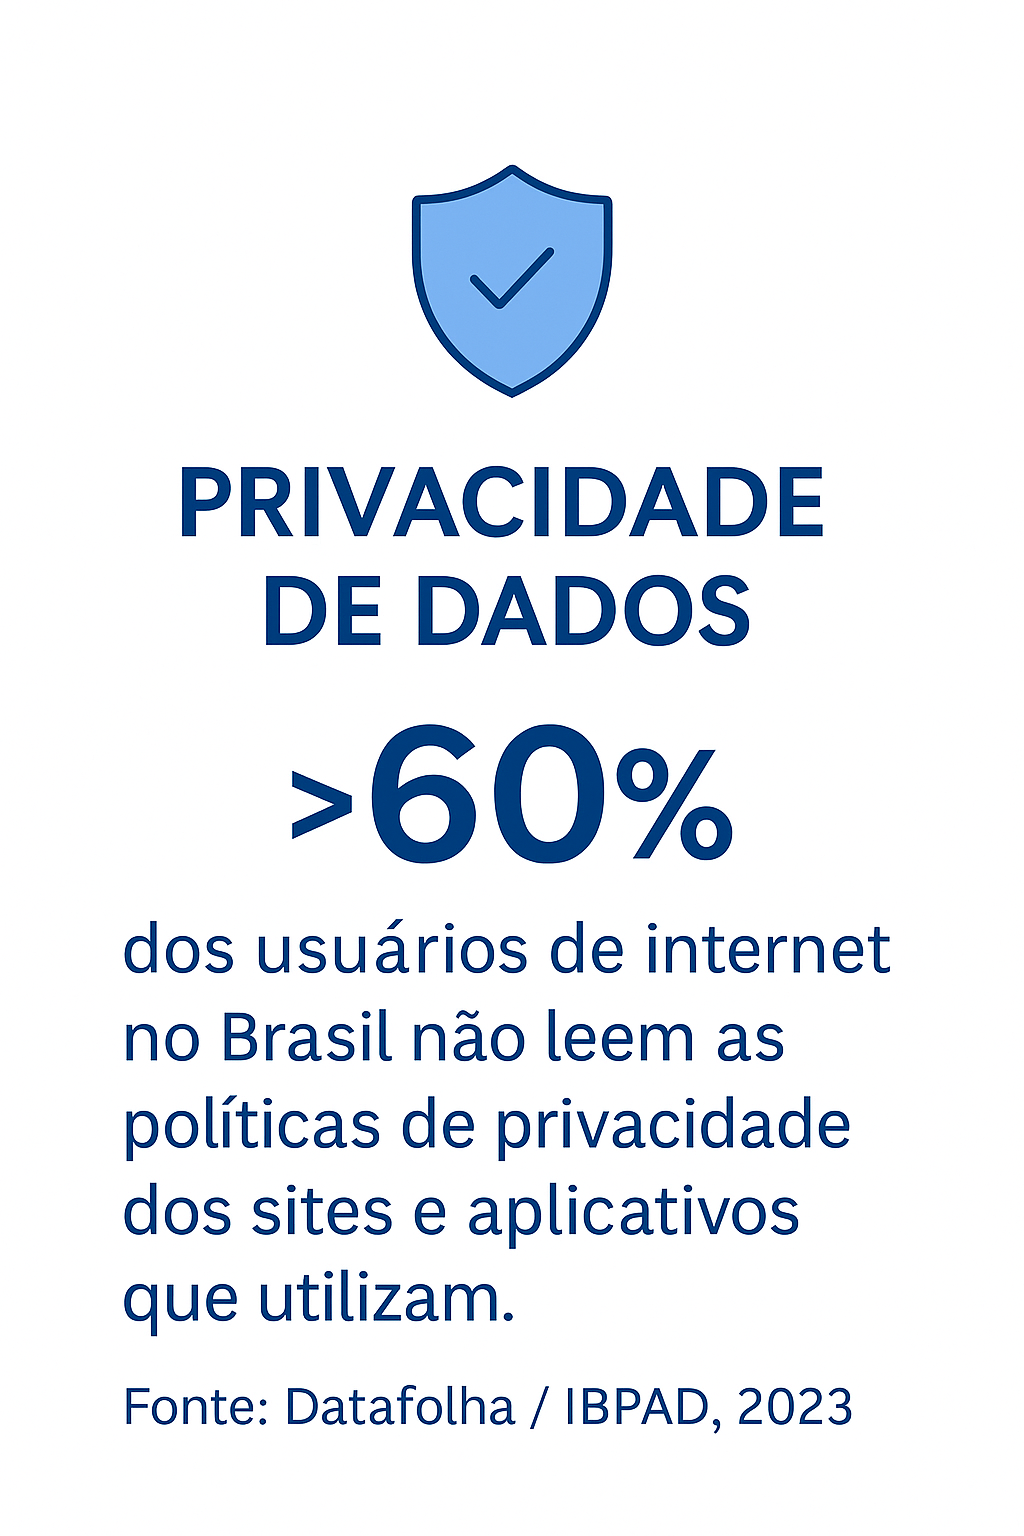 PRIVACIDADE
DE DADOS
>60%
dos usuários de internet
no Brasil não leem as
políticas de privacidade
dos sites e aplicativos
que utilizam.
Fonte: Datafolha / IBPAD, 2023